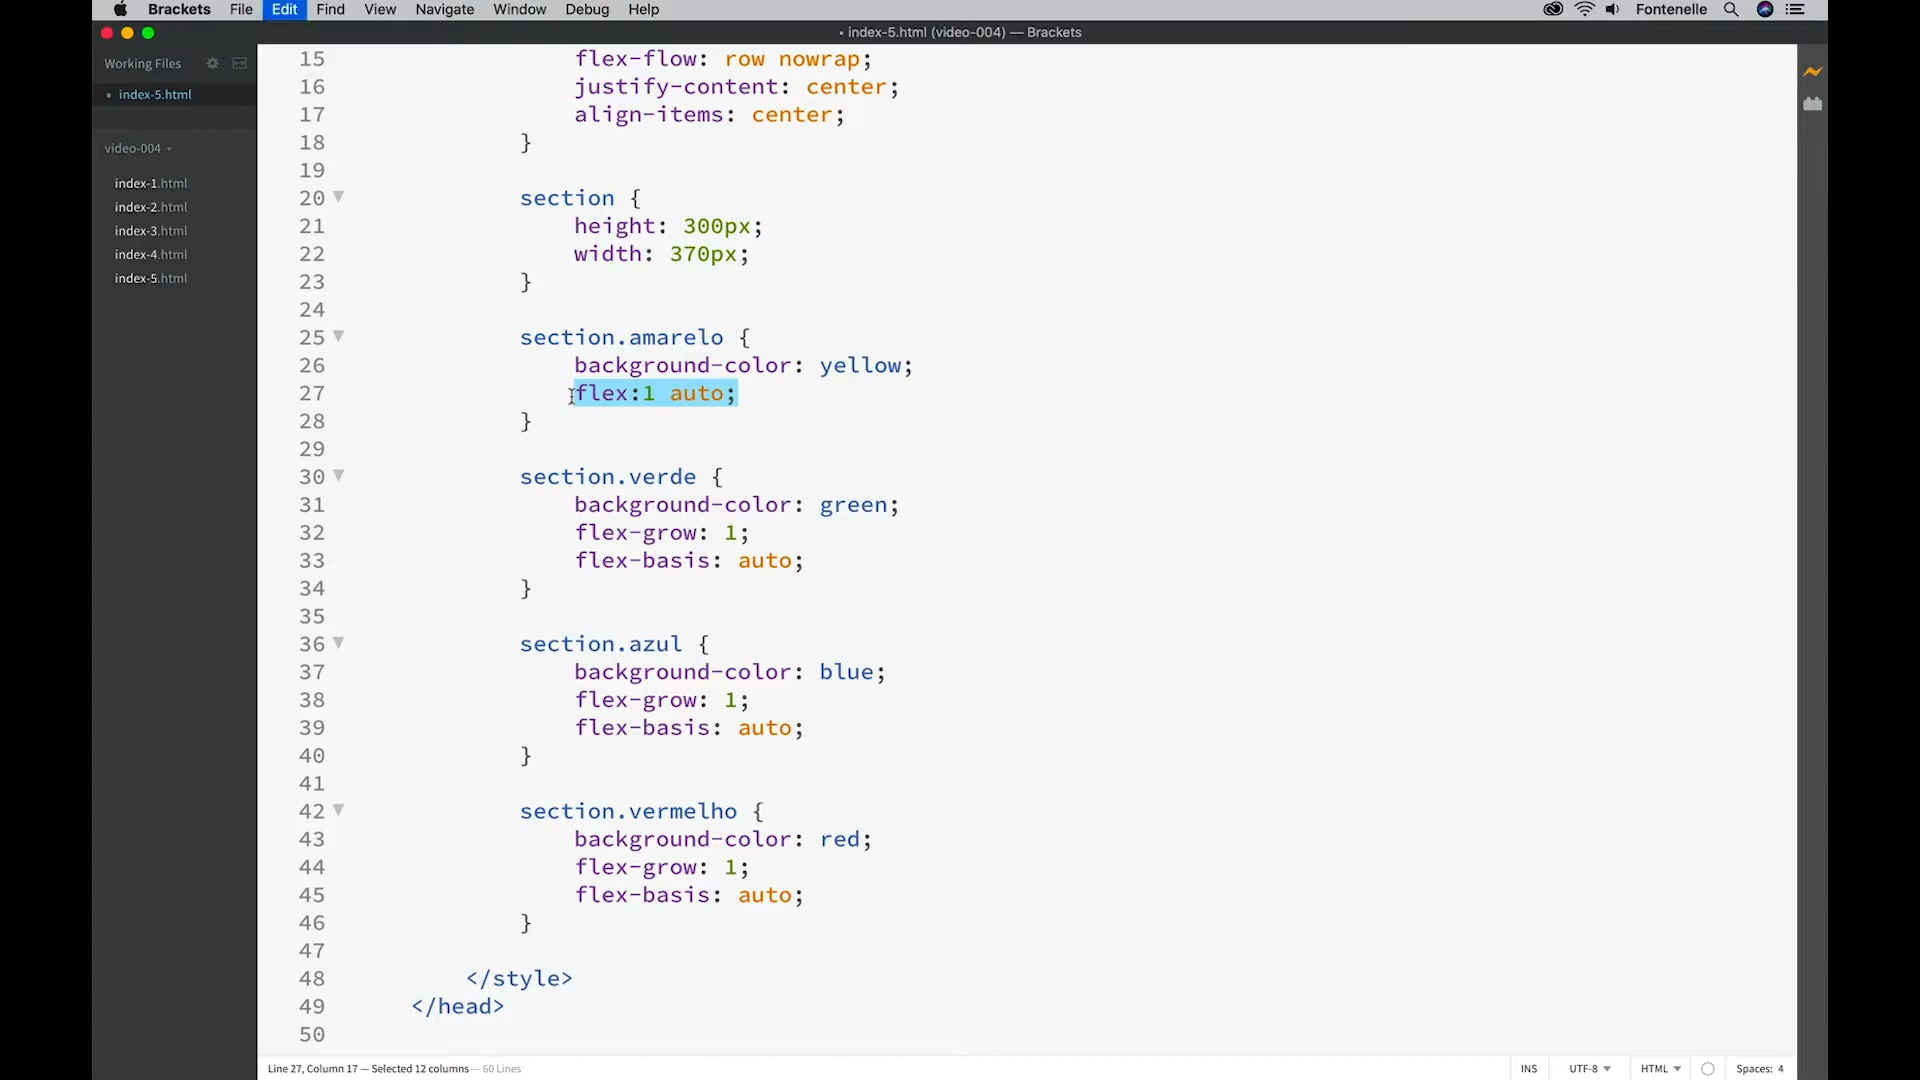 Brackets File Edit Find View Navigate Window Debug Help Fontenelle
• index-5.html (video-004) — Brackets
Working Files
• index-5.html
video-004
index-1.html
index-2.html
index-3.html
index-4.html
index-5.html
15 flex-flow: row nowrap;
16 justify-content: center;
17 align-items: center;
18 }
19
20 section {
21 height: 300px;
22 width: 370px;
23 }
24
25 section.amarelo {
26 background-color: yellow;
27 flex:1 auto;
28 }
29
30 section.verde {
31 background-color: green;
32 flex-grow: 1;
33 flex-basis: auto;
34 }
35
36 section.azul {
37 background-color: blue;
38 flex-grow: 1;
39 flex-basis: auto;
40 }
41
42 section.vermelho {
43 background-color: red;
44 flex-grow: 1;
45 flex-basis: auto;
46 }
47
48 </style>
49 </head>
50
Line 27, Column 17 — Selected 12 columns — 60 Lines INS UTF-8 HTML Spaces: 4